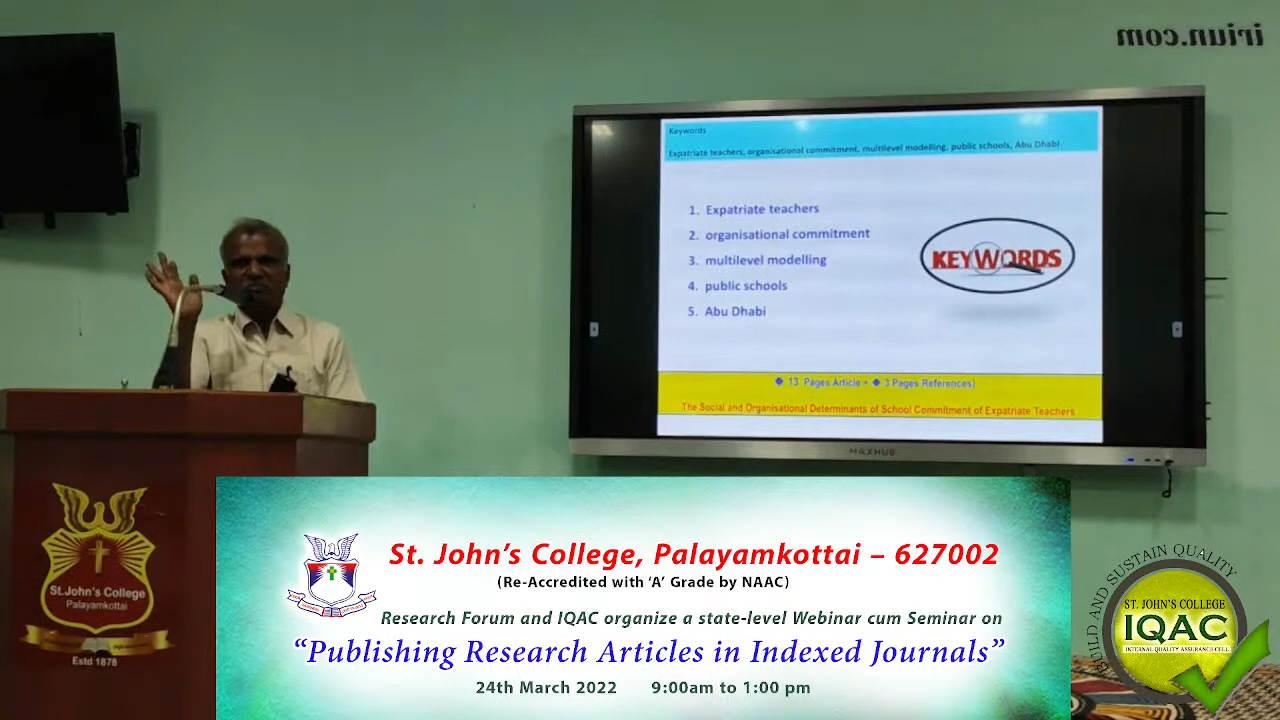 iriun.com
Keywords
Expatriate teachers, organisational commitment, multilevel modelling, public schools, Abu Dhabi
1. Expatriate teachers
2. organisational commitment
3. multilevel modelling
4. public schools
5. Abu Dhabi
KEYWORDS
◆ 13 Pages Article + ◆ 3 Pages References)
The Social and Organisational Determinants of School Commitment of Expatriate Teachers
MAXHUB
St.John's College
Palayamkottai
Estd 1878
St. John's College, Palayamkottai – 627002
(Re-Accredited with 'A' Grade by NAAC)
Research Forum and IQAC organize a state-level Webinar cum Seminar on
“Publishing Research Articles in Indexed Journals”
24th March 2022 9:00am to 1:00 pm
BUILD AND SUSTAIN QUALITY
ST. JOHN'S COLLEGE
IQAC
INTERNAL QUALITY ASSURANCE CELL